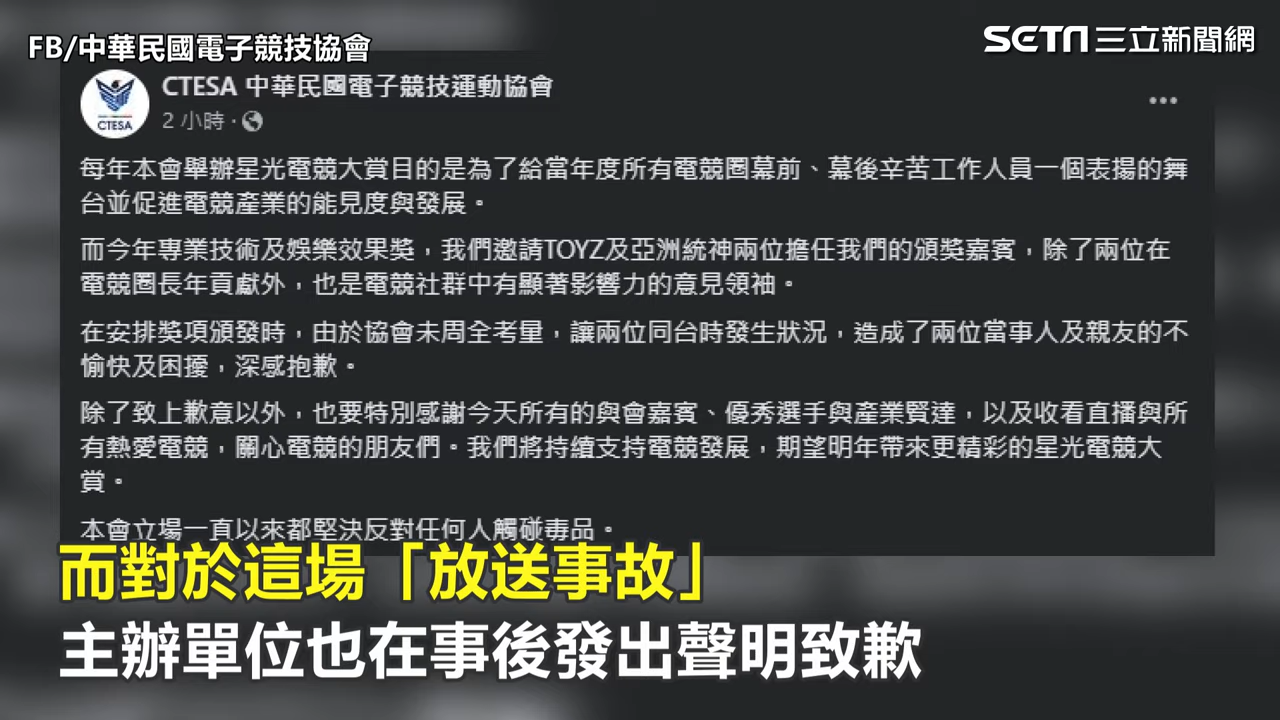 FB/中華民國電子競技協會
SETN三立新聞網
CTESA 中華民國電子競技運動協會
2 小時 ·
CTESA
每年本會舉辦星光電競大賞目的是為了給當年度所有電競圈幕前、幕後辛苦工作人員一個表揚的舞
台並促進電競產業的能見度與發展。
而今年專業技術及娛樂效果獎，我們邀請TOYZ及亞洲統神兩位擔任我們的頒獎嘉賓，除了兩位在
電競圈長年貢獻外，也是電競社群中有顯著影響力的意見領袖。
在安排獎項頒發時，由於協會未周全考量，讓兩位同台時發生狀況，造成了兩位當事人及親友的不
愉快及困擾，深感抱歉。
除了致上歉意以外，也要特別感謝今天所有的與會嘉賓、優秀選手與產業賢達，以及收看直播與所
有熱愛電競，關心電競的朋友們。我們將持續支持電競發展，期望明年帶來更精彩的星光電競大
賞。
本會立場一直以來都堅決反對任何人觸碰毒品。
而對於這場「放送事故」
主辦單位也在事後發出聲明致歉